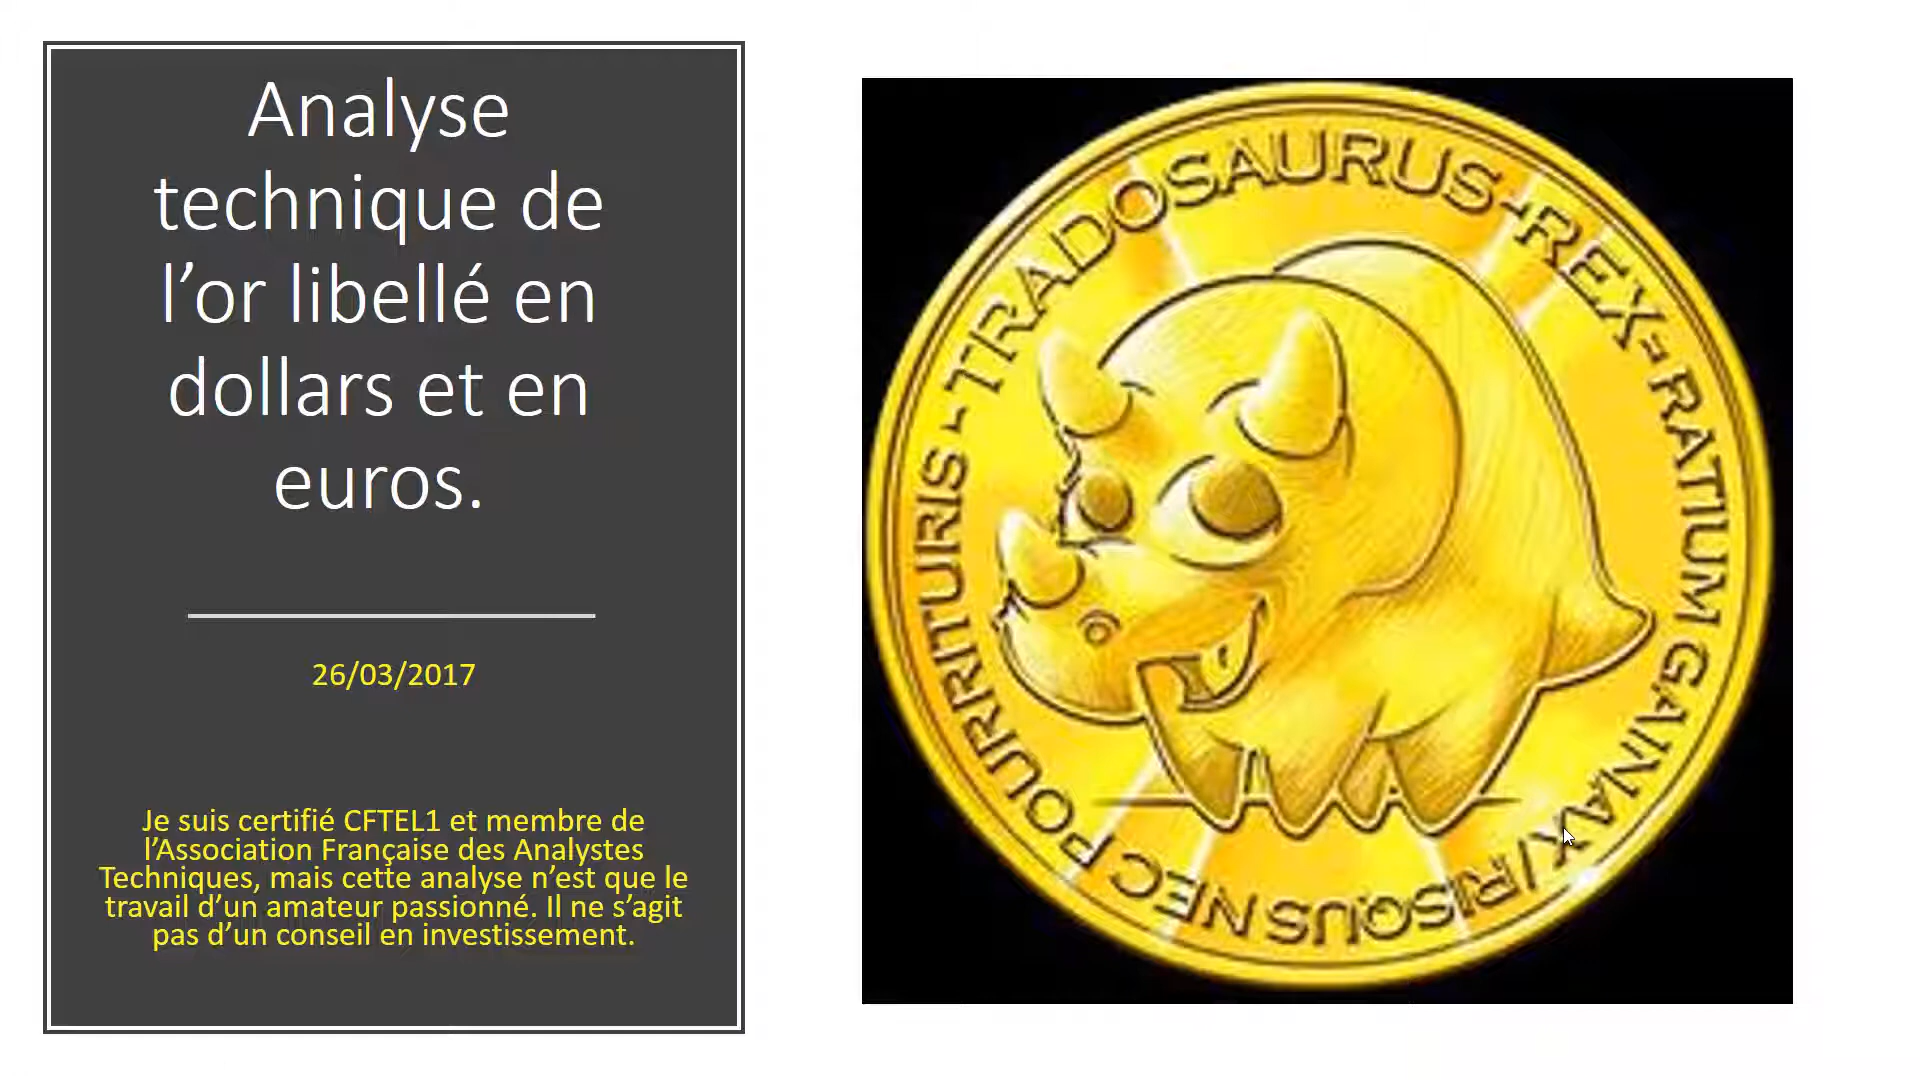 Analyse
technique de
l’or libellé en
dollars et en
euros.
26/03/2017
Je suis certifié CFTEL1 et membre de
l’Association Française des Analystes
Techniques, mais cette analyse n’est que le
travail d’un amateur passionné. Il ne s’agit
pas d’un conseil en investissement.
- TRADOSAURUS - REX - RATIUM GAINAX/RISQUS NEC POURRITURIS